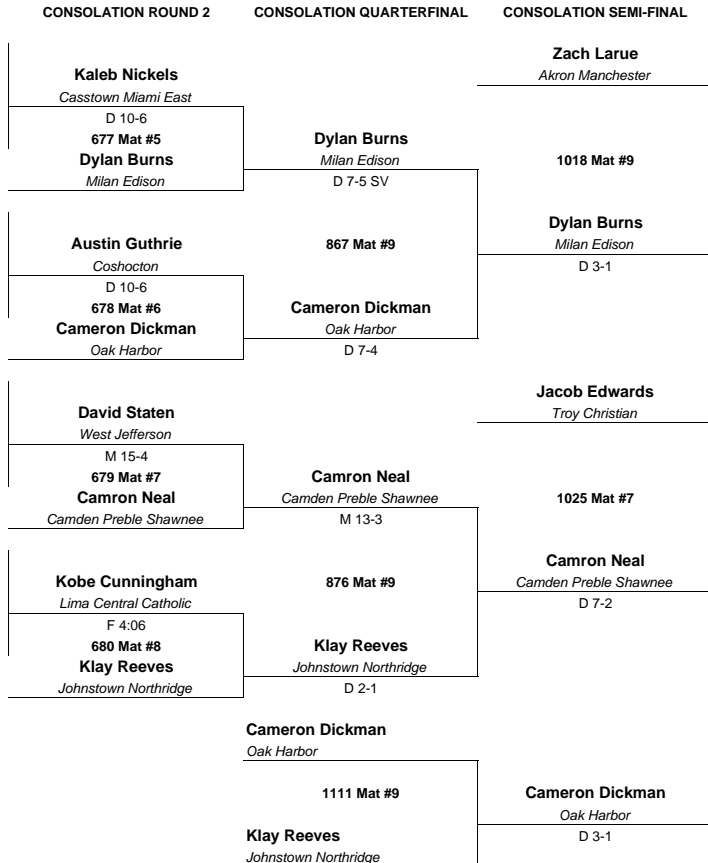 CONSOLATION ROUND 2 CONSOLATION QUARTERFINAL CONSOLATION SEMI-FINAL
Zach Larue
Akron Manchester
Kaleb Nickels
Casstown Miami East
D 10-6
677 Mat #5
Dylan Burns
Milan Edison
Dylan Burns
Milan Edison
D 7-5 SV
1018 Mat #9
Dylan Burns
Milan Edison
D 3-1
Austin Guthrie
Coshocton
D 10-6
678 Mat #6
Cameron Dickman
Oak Harbor
867 Mat #9
Cameron Dickman
Oak Harbor
D 7-4
Jacob Edwards
Troy Christian
David Staten
West Jefferson
M 15-4
679 Mat #7
Camron Neal
Camden Preble Shawnee
Camron Neal
Camden Preble Shawnee
M 13-3
1025 Mat #7
Camron Neal
Camden Preble Shawnee
D 7-2
Kobe Cunningham
Lima Central Catholic
F 4:06
680 Mat #8
Klay Reeves
Johnstown Northridge
876 Mat #9
Klay Reeves
Johnstown Northridge
D 2-1
Cameron Dickman
Oak Harbor
1111 Mat #9
Klay Reeves
Johnstown Northridge
Cameron Dickman
Oak Harbor
D 3-1